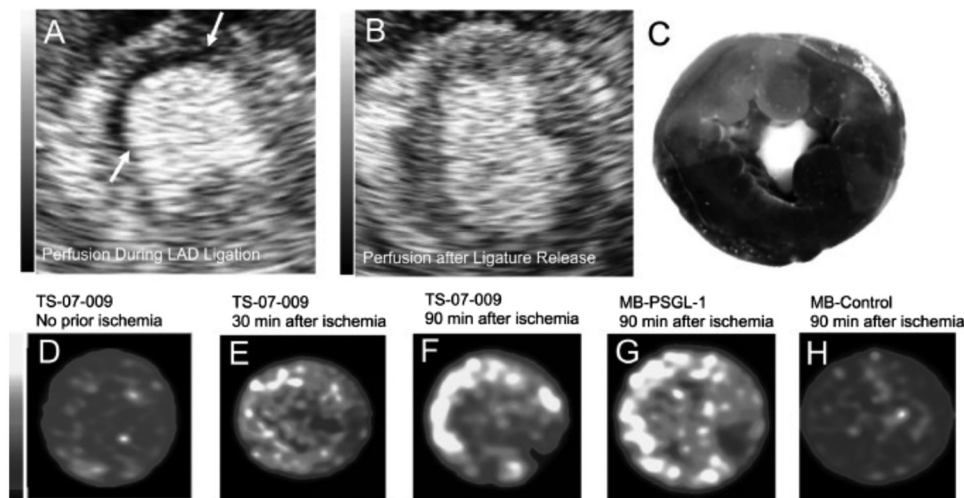 A
B
C
Perfusion During LAD Ligation
Perfusion after Ligature Release
TS-07-009
No prior ischemia
TS-07-009
30 min after ischemia
TS-07-009
90 min after ischemia
MB-PSGL-1
90 min after ischemia
MB-Control
90 min after ischemia
D
E
F
G
H